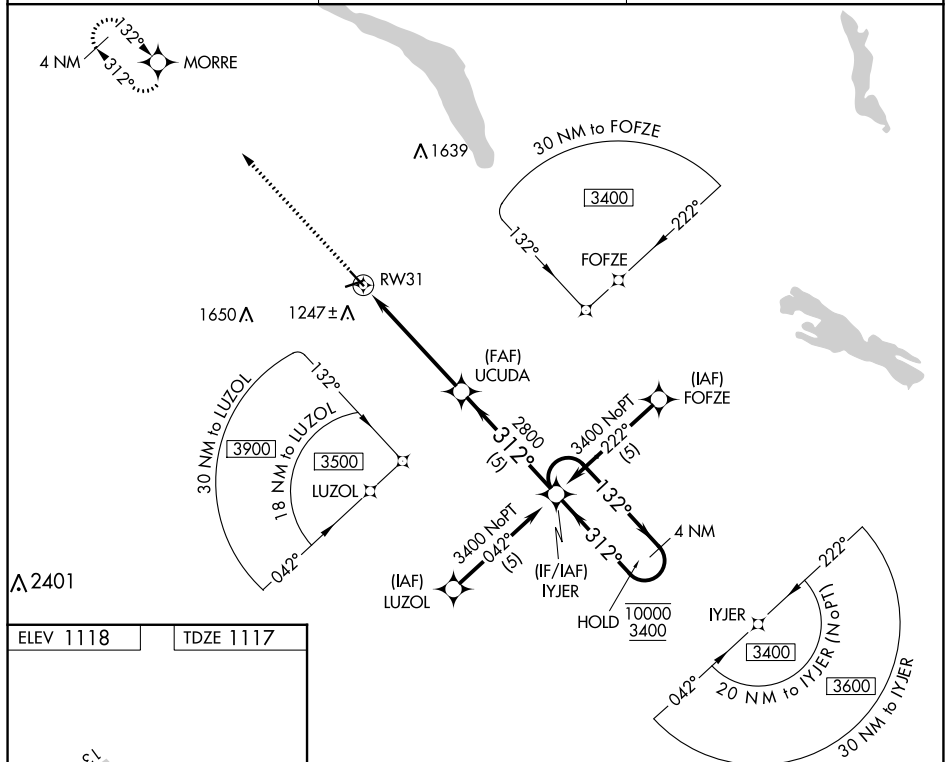 132°
4 NM
MORRE
312°
1639
30 NM to FOFZE
3400
132°
222°
FOFZE
RW31
1650
1247±
(FAF)
UCUDA
132°
30 NM to LUZOL
3900
18 NM to LUZOL
3500
LUZOL
042°
(IAF)
FOFZE
2800
312°
(5)
3400 NoPT
222°
(5)
132°
4 NM
312°
3400 NoPT
042°
(5)
(IF/IAF)
IYJER
(IAF)
LUZOL
HOLD
10000
3400
2401
222°
IYJER
3400
042°
20 NM to IYJER (NoPT)
3600
30 NM to IYJER
ELEV 1118
TDZE 1117